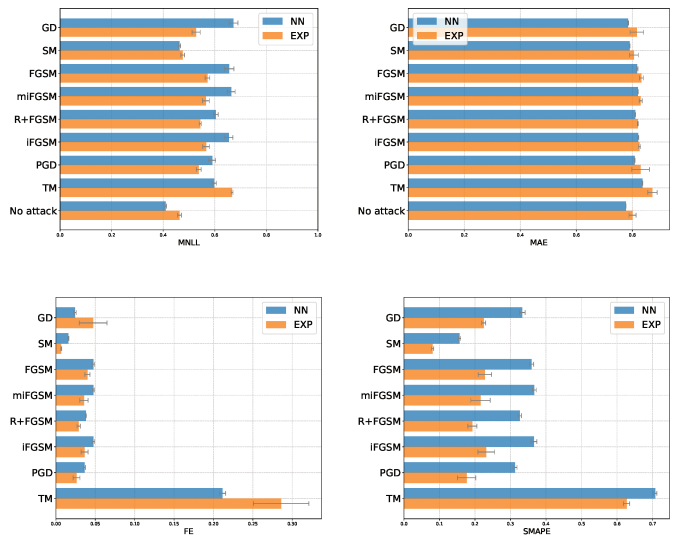 GD
SM
FGSM
miFGSM
R+FGSM
iFGSM
PGD
TM
No attack
NN
EXP
0.0 0.2 0.4 0.6 0.8 1.0
MNLL
GD
SM
FGSM
miFGSM
R+FGSM
iFGSM
PGD
TM
No attack
NN
EXP
0.0 0.2 0.4 0.6 0.8
MAE
GD
SM
FGSM
miFGSM
R+FGSM
iFGSM
PGD
TM
NN
EXP
0.00 0.05 0.10 0.15 0.20 0.25 0.30
FE
GD
SM
FGSM
miFGSM
R+FGSM
iFGSM
PGD
TM
NN
EXP
0.0 0.1 0.2 0.3 0.4 0.5 0.6 0.7
SMAPE